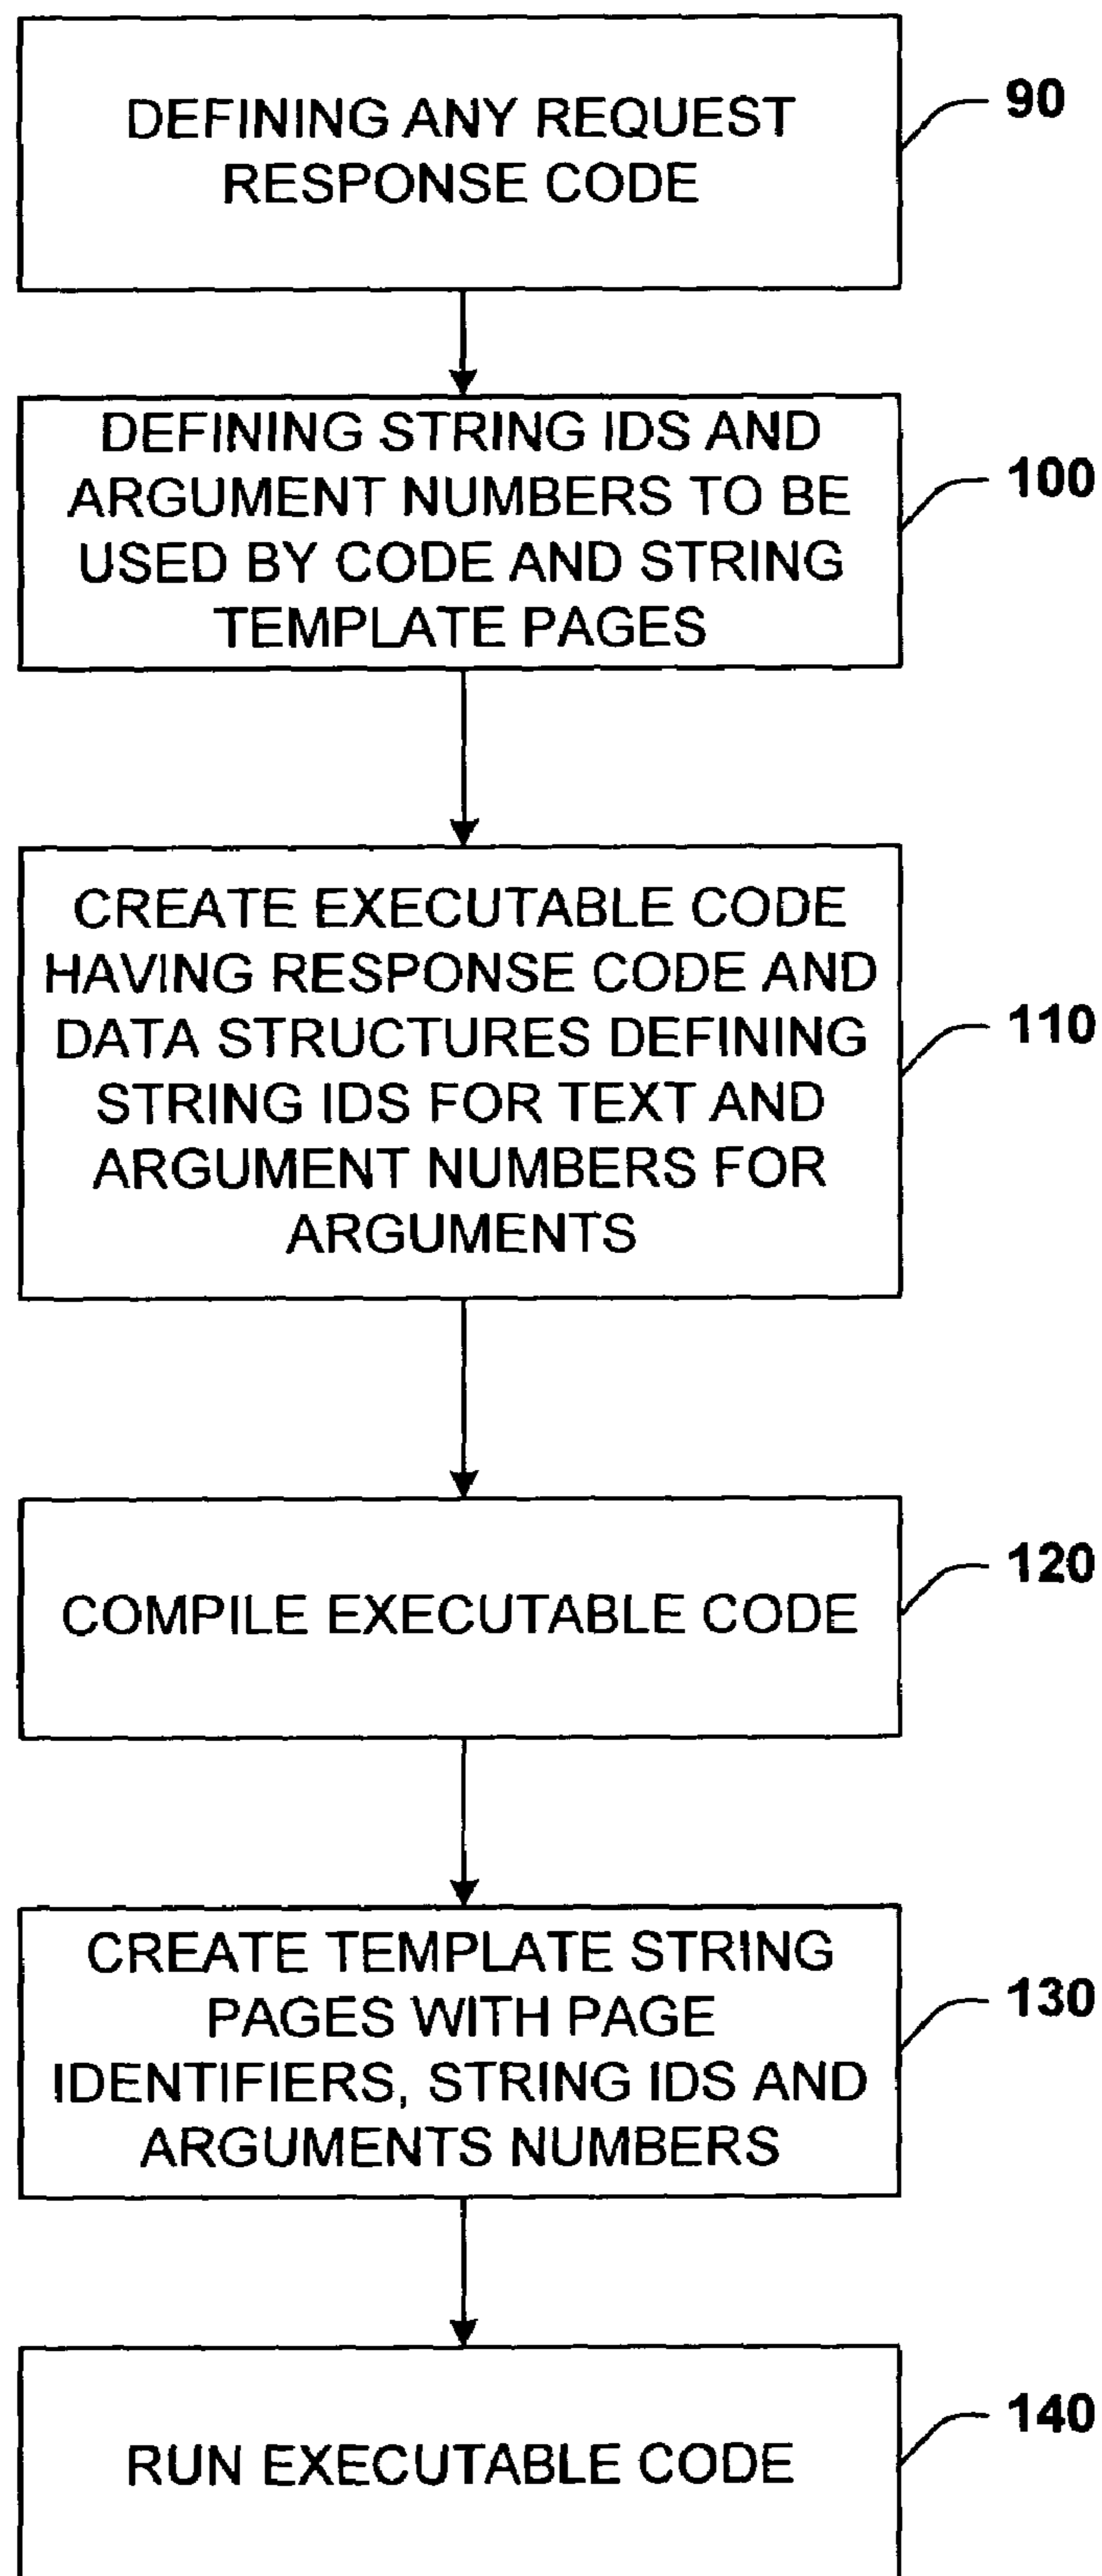 DEFINING ANY REQUEST
RESPONSE CODE
90
DEFINING STRING IDS AND
ARGUMENT NUMBERS TO BE
USED BY CODE AND STRING
TEMPLATE PAGES
100
CREATE EXECUTABLE CODE
HAVING RESPONSE CODE AND
DATA STRUCTURES DEFINING
STRING IDS FOR TEXT AND
ARGUMENT NUMBERS FOR
ARGUMENTS
110
COMPILE EXECUTABLE CODE
120
CREATE TEMPLATE STRING
PAGES WITH PAGE
IDENTIFIERS, STRING IDS AND
ARGUMENTS NUMBERS
130
RUN EXECUTABLE CODE
140